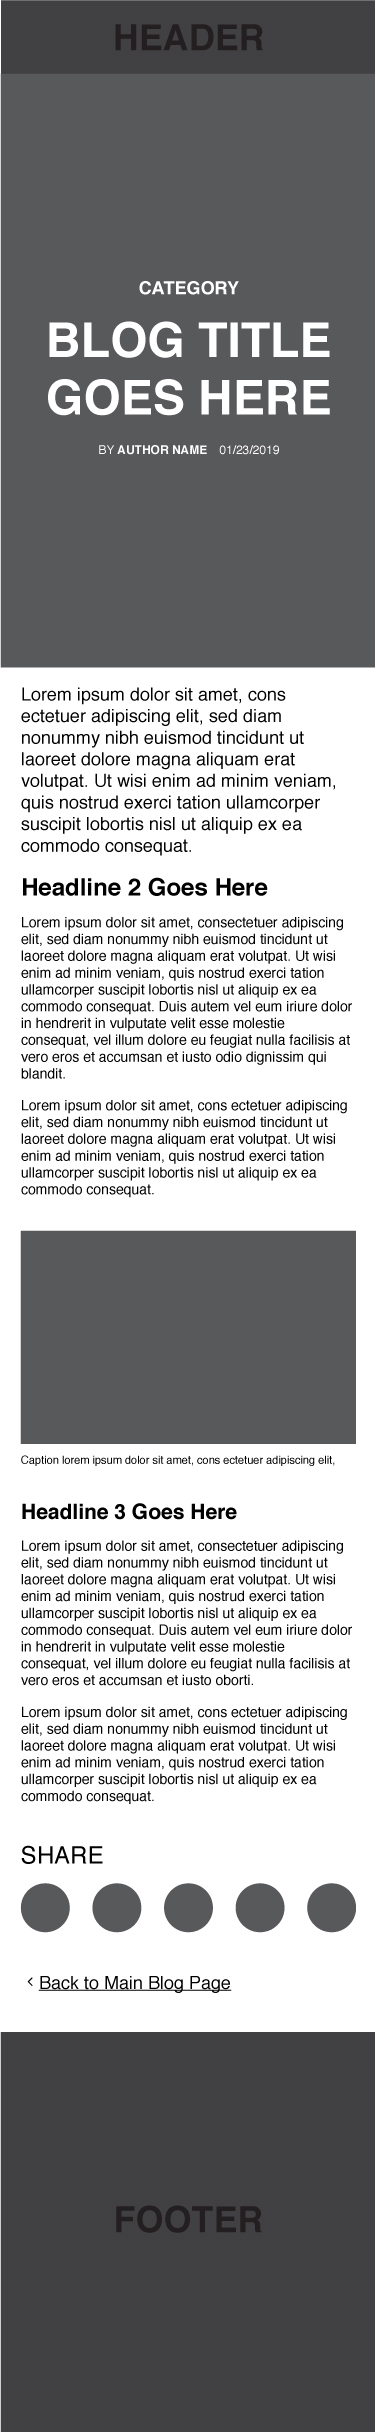 HEADER
CATEGORY
BLOG TITLE
GOES HERE
BY AUTHOR NAME 01/23/2019
Lorem ipsum dolor sit amet, cons
ectetuer adipiscing elit, sed diam
nonummy nibh euismod tincidunt ut
laoreet dolore magna aliquam erat
volutpat. Ut wisi enim ad minim veniam,
quis nostrud exerci tation ullamcorper
suscipit lobortis nisl ut aliquip ex ea
commodo consequat.
Headline 2 Goes Here
Lorem ipsum dolor sit amet, consectetuer adipiscing
elit, sed diam nonummy nibh euismod tincidunt ut
laoreet dolore magna aliquam erat volutpat. Ut wisi
enim ad minim veniam, quis nostrud exerci tation
ullamcorper suscipit lobortis nisl ut aliquip ex ea
commodo consequat. Duis autem vel eum iriure dolor
in hendrerit in vulputate velit esse molestie
consequat, vel illum dolore eu feugiat nulla facilisis at
vero eros et accumsan et iusto odio dignissim qui
blandit.
Lorem ipsum dolor sit amet, cons ectetuer adipiscing
elit, sed diam nonummy nibh euismod tincidunt ut
laoreet dolore magna aliquam erat volutpat. Ut wisi
enim ad minim veniam, quis nostrud exerci tation
ullamcorper suscipit lobortis nisl ut aliquip ex ea
commodo consequat.
Caption lorem ipsum dolor sit amet, cons ectetuer adipiscing elit,
Headline 3 Goes Here
Lorem ipsum dolor sit amet, consectetuer adipiscing
elit, sed diam nonummy nibh euismod tincidunt ut
laoreet dolore magna aliquam erat volutpat. Ut wisi
enim ad minim veniam, quis nostrud exerci tation
ullamcorper suscipit lobortis nisl ut aliquip ex ea
commodo consequat. Duis autem vel eum iriure dolor
in hendrerit in vulputate velit esse molestie
consequat, vel illum dolore eu feugiat nulla facilisis at
vero eros et accumsan et iusto oborti.
Lorem ipsum dolor sit amet, cons ectetuer adipiscing
elit, sed diam nonummy nibh euismod tincidunt ut
laoreet dolore magna aliquam erat volutpat. Ut wisi
enim ad minim veniam, quis nostrud exerci tation
ullamcorper suscipit lobortis nisl ut aliquip ex ea
commodo consequat.
SHARE
‹ Back to Main Blog Page
FOOTER